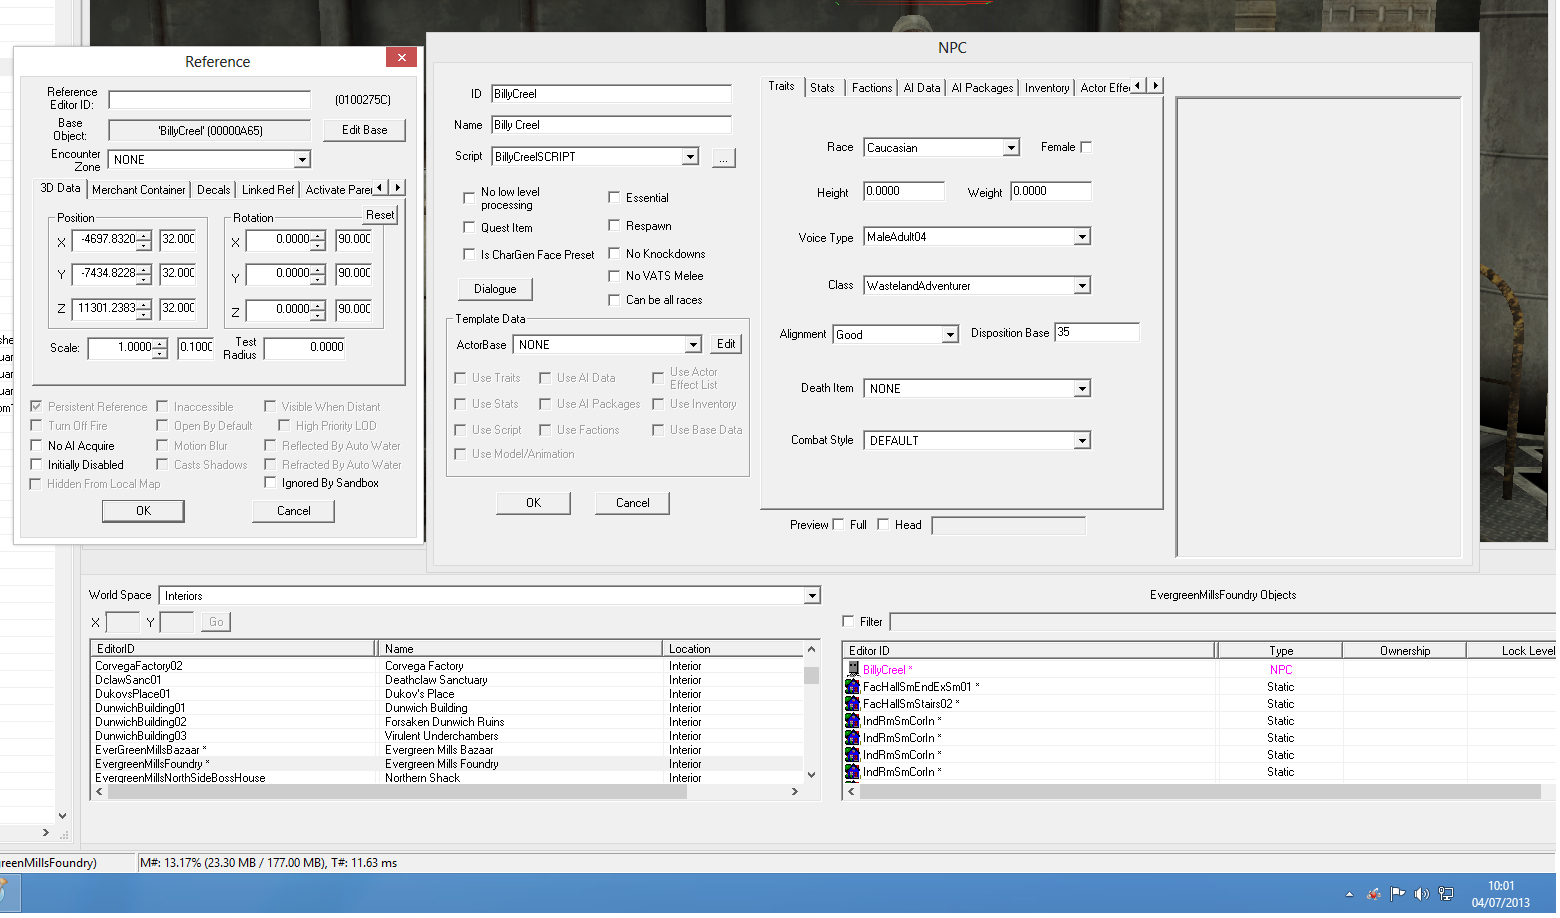 Reference
Reference Editor ID:
(0100275C)
Base Object:
'BillyCreel' (00000A65)
Edit Base
Encounter Zone
NONE
3D Data
Merchant Container
Decals
Linked Ref
Activate Parer
Position
Rotation
Reset
X -4697.8320 32.000
X 0.0000 90.000
Y -7434.8228 32.000
Y 0.0000 90.000
Z 11301.2383 32.000
Z 0.0000 90.000
Scale: 1.0000 0.1000
Test Radius 0.0000
Persistent Reference
Inaccessible
Visible When Distant
Turn Off Fire
Open By Default
High Priority LOD
No AI Acquire
Motion Blur
Reflected By Auto Water
Initially Disabled
Casts Shadows
Refracted By Auto Water
Hidden From Local Map
Ignored By Sandbox
OK
Cancel
NPC
ID BillyCreel
Name Billy Creel
Script BillyCreelSCRIPT
...
No low level processing
Essential
Quest Item
Respawn
Is CharGen Face Preset
No Knockdowns
No VATS Melee
Dialogue
Can be all races
Template Data
ActorBase NONE
Edit
Use Traits
Use AI Data
Use Actor Effect List
Use Stats
Use AI Packages
Use Inventory
Use Script
Use Factions
Use Base Data
Use Model/Animation
OK
Cancel
Traits
Stats
Factions
AI Data
AI Packages
Inventory
Actor Effe
Race Caucasian
Female
Height 0.0000
Weight 0.0000
Voice Type MaleAdult04
Class WastelandAdventurer
Alignment Good
Disposition Base 35
Death Item NONE
Combat Style DEFAULT
Preview
Full
Head
World Space Interiors
X
Y
Go
EditorID Name Location
CorvegaFactory02 Corvega Factory Interior
DclawSanc01 Deathclaw Sanctuary Interior
DukovsPlace01 Dukov's Place Interior
DunwichBuilding01 Dunwich Building Interior
DunwichBuilding02 Forsaken Dunwich Ruins Interior
DunwichBuilding03 Virulent Underchambers Interior
EverGreenMillsBazaar * Evergreen Mills Bazaar Interior
EvergreenMillsFoundry * Evergreen Mills Foundry Interior
EvergreenMillsNorthSideBossHouse Northern Shack Interior
EvergreenMillsFoundry Objects
Filter
Editor ID Type Ownership Lock Level
BillyCreel * NPC
FacHallSmEndExSm01 * Static
FacHallSmStairs02 * Static
IndRmSmCorIn * Static
IndRmSmCorIn * Static
IndRmSmCorIn * Static
IndRmSmCorIn * Static
reenMillsFoundry)
M#: 13.17% (23.30 MB / 177.00 MB), T#: 11.63 ms
10:01
04/07/2013